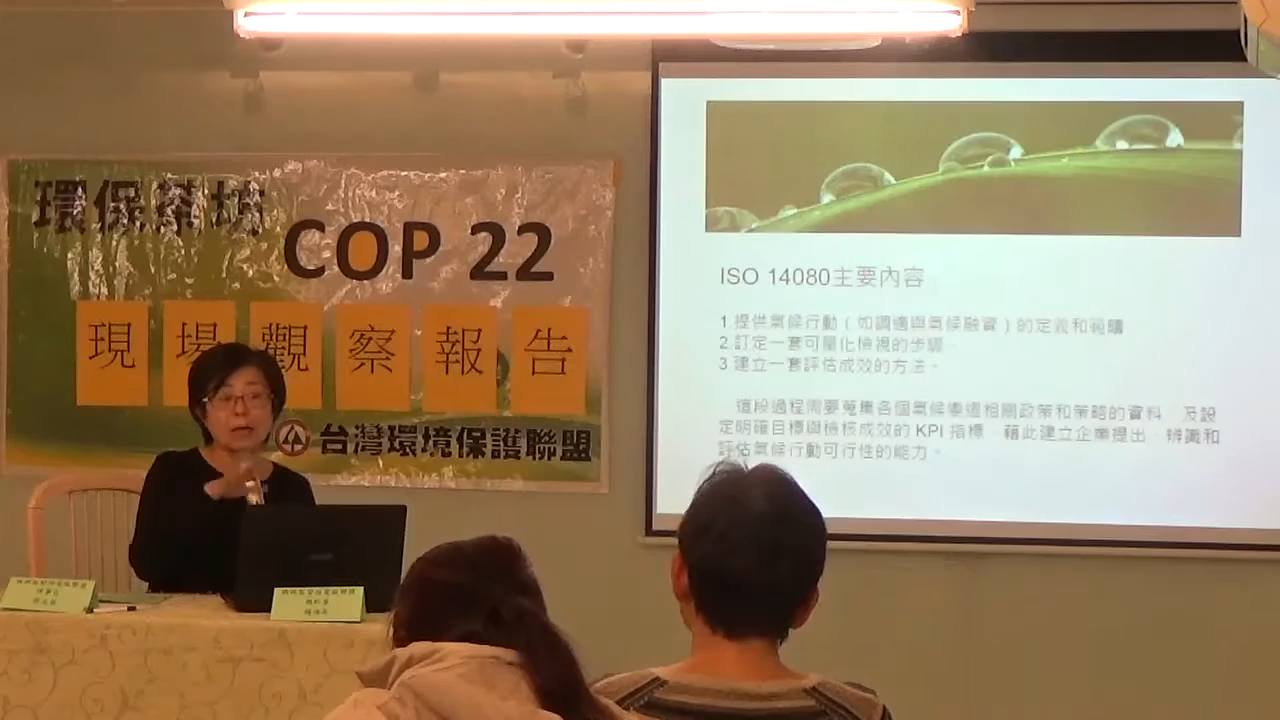 環保茶坊
COP 22
現場觀察報告
台灣環境保護聯盟
ISO 14080主要內容
1 提供氣候行動（如調適與氣候融資）的定義和範疇
2 訂定一套可量化檢視的步驟
3 建立一套評估成效的方法。
這段過程需要蒐集各個氣候變遷相關政策和策略的資料 及設
定明確目標與檢核成效的 KPI 指標 藉此建立企業提出 辨識和
評估氣候行動可行性的能力。